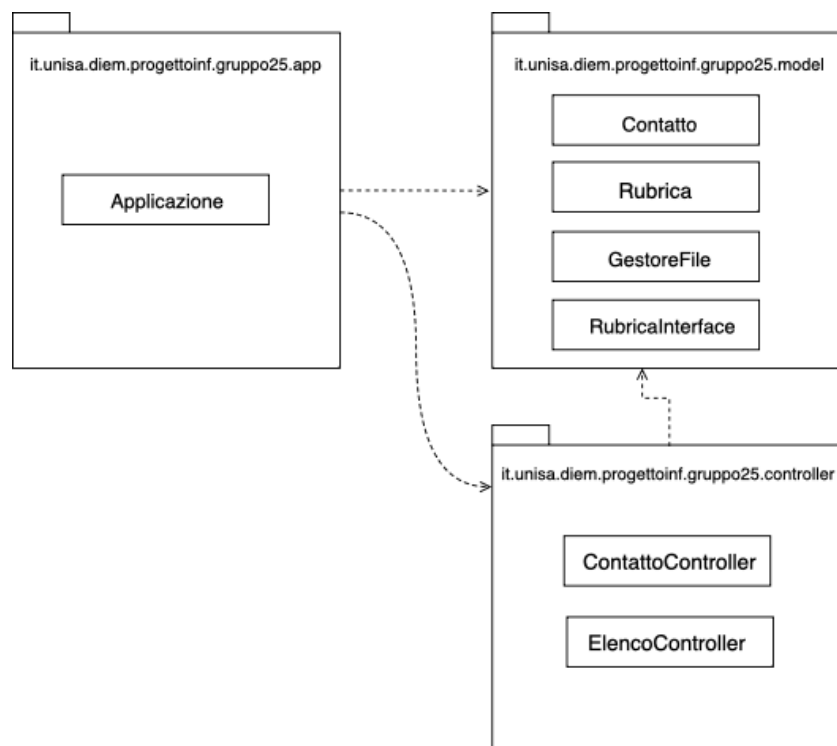 it.unisa.diem.progettoinf.gruppo25.app
Applicazione
it.unisa.diem.progettoinf.gruppo25.model
Contatto
Rubrica
GestoreFile
RubricaInterface
it.unisa.diem.progettoinf.gruppo25.controller
ContattoController
ElencoController